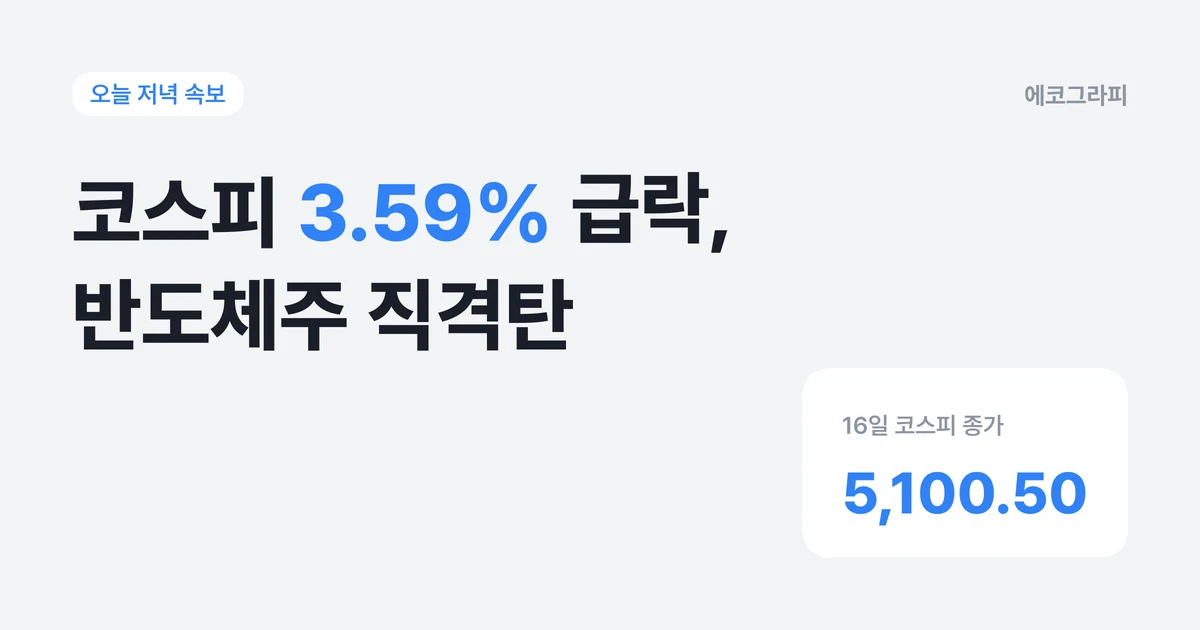 오늘 저녁 속보
에코그라피
코스피 3.59% 급락,
반도체주 직격탄
16일 코스피 종가
5,100.50